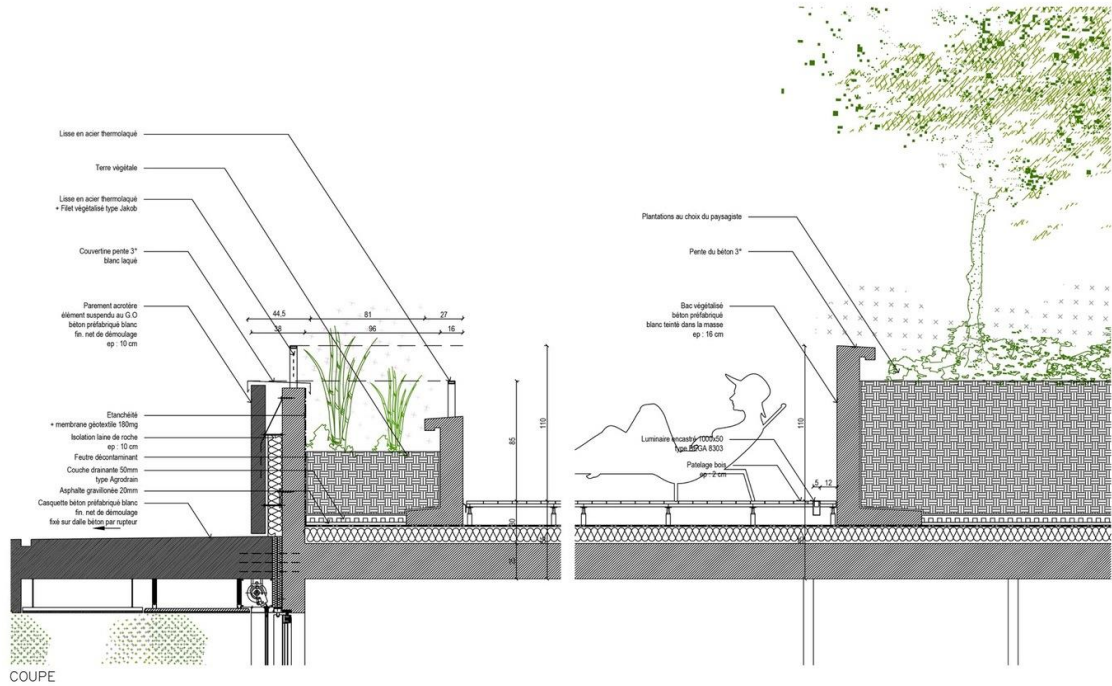 Lisse en acier thermolaqué
Terre végétale
Lisse en acier thermolaqué
+ Filet végétalisé type Jakob
Couvertine pente 3°
blanc laqué
Parement acrotère
élément suspendu au G.O
béton préfabriqué blanc
fin. net de démoulage
ep : 10 cm
Etanchéité
+ membrane géotextile 180mg
Isolation laine de roche
ep : 10 cm
Feutre décontaminant
Couche drainante 50mm
type Agrodrain
Asphalte gravillonée 20mm
Casquette béton préfabriqué blanc
fin. net de démoulage
fixé sur dalle béton par rupteur
44,5 81 27
38 96 16
85
110
30
Plantations au choix du paysagiste
Pente du béton 3°
Bac végétalisé
béton préfabriqué
blanc teinté dans la masse
ep : 16 cm
Luminaire encastré 1000x50
type BEGA 8303
Patelage bois
ep : 2 cm
5 12
110
COUPE